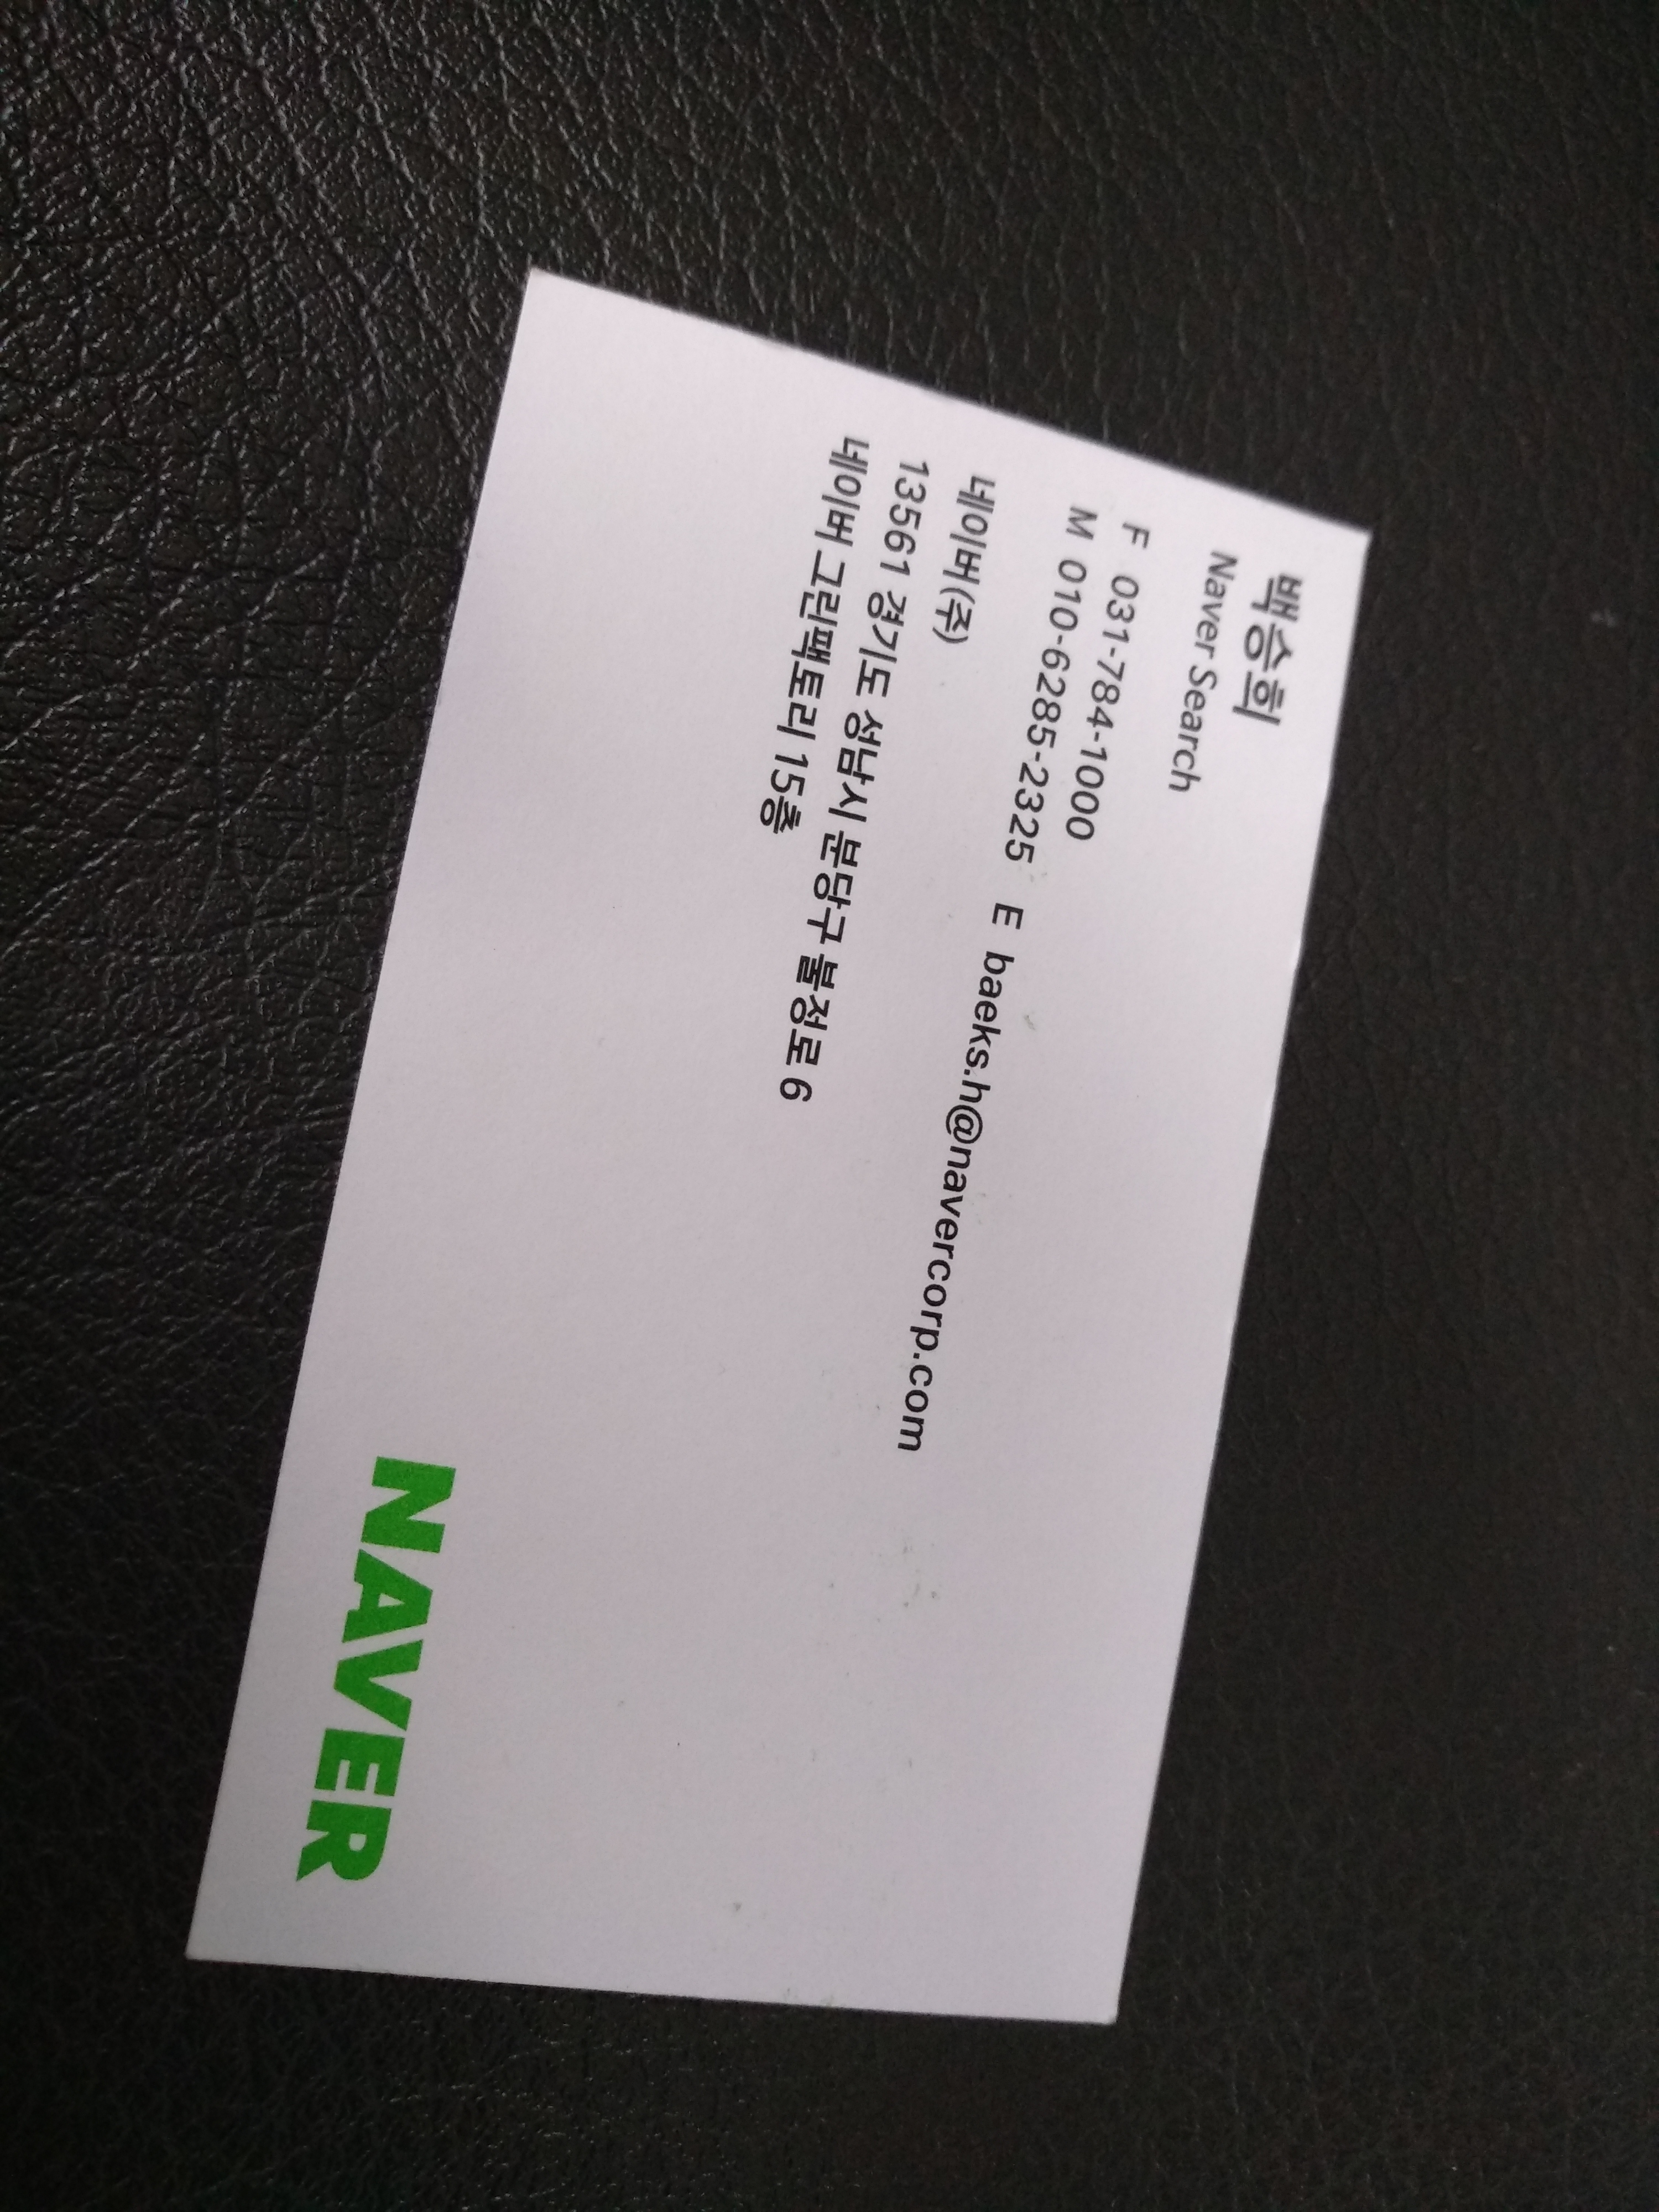 백승희
Naver Search
F 031-784-1000
M 010-6285-2325 E baeks.h@navercorp.com
네이버(주)
13561 경기도 성남시 분당구 불정로 6
네이버 그린팩토리 15층
NAVER